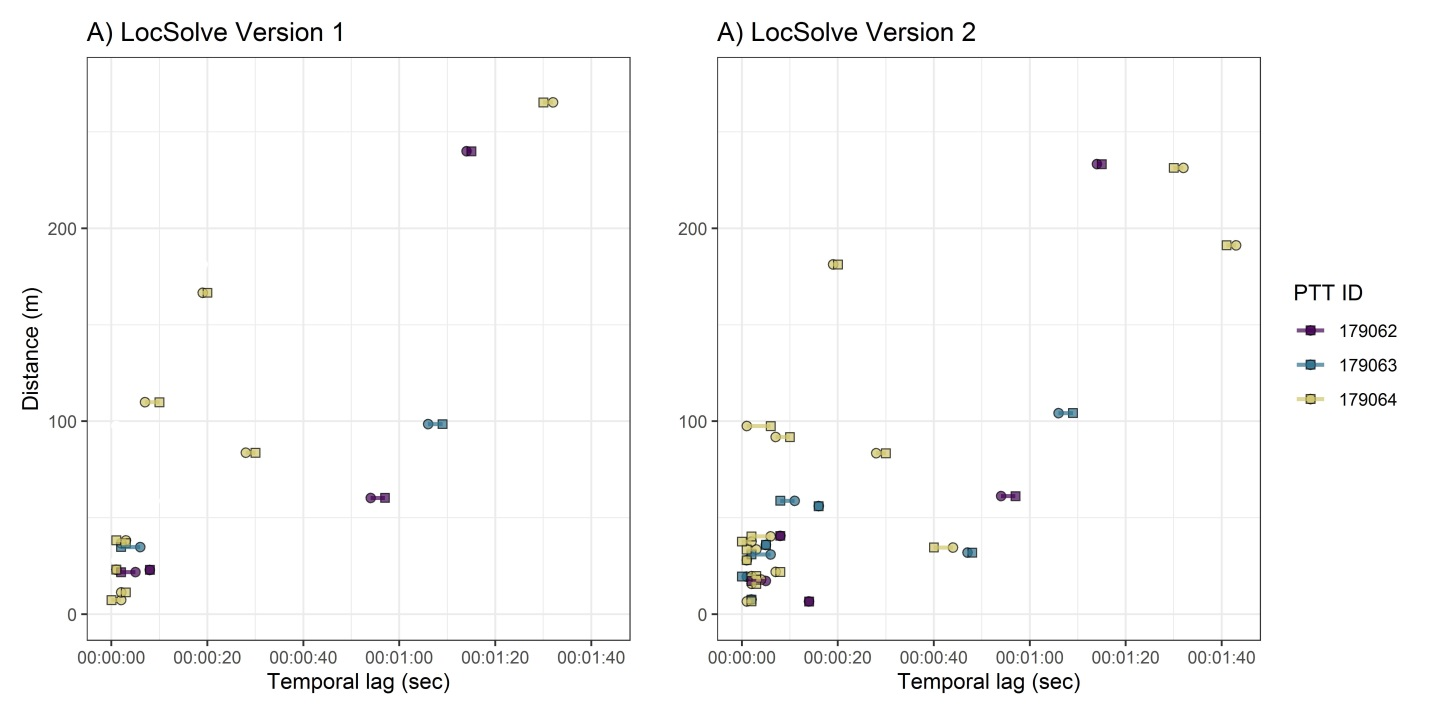 A) LocSolve Version 1
A) LocSolve Version 2
Distance (m)
200
100
0
00:00:00 00:00:20 00:00:40 00:01:00 00:01:20 00:01:40
Temporal lag (sec)
200
100
0
00:00:00 00:00:20 00:00:40 00:01:00 00:01:20 00:01:40
Temporal lag (sec)
PTT ID
179062
179063
179064